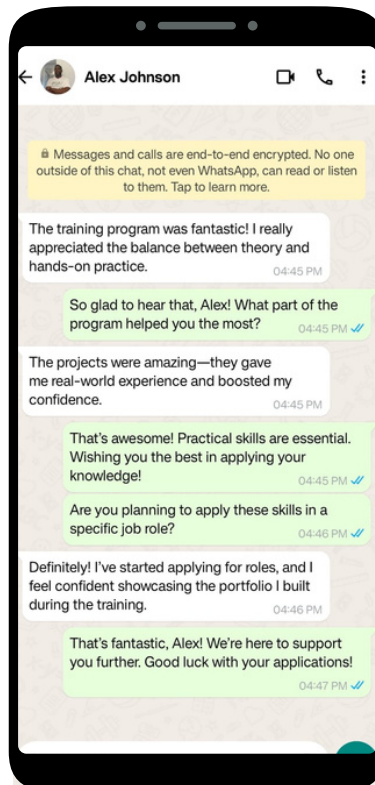 Alex Johnson
Messages and calls are end-to-end encrypted. No one
outside of this chat, not even WhatsApp, can read or listen
to them. Tap to learn more.
The training program was fantastic! I really
appreciated the balance between theory and
hands-on practice.
04:45 PM
So glad to hear that, Alex! What part of the
program helped you the most?
04:45 PM
The projects were amazing—they gave
me real-world experience and boosted my
confidence.
04:45 PM
That's awesome! Practical skills are essential.
Wishing you the best in applying your
knowledge!
04:45 PM
Are you planning to apply these skills in a
specific job role?
04:46 PM
Definitely! I've started applying for roles, and I
feel confident showcasing the portfolio I built
during the training.
04:46 PM
That's fantastic, Alex! We're here to support
you further. Good luck with your applications!
04:47 PM